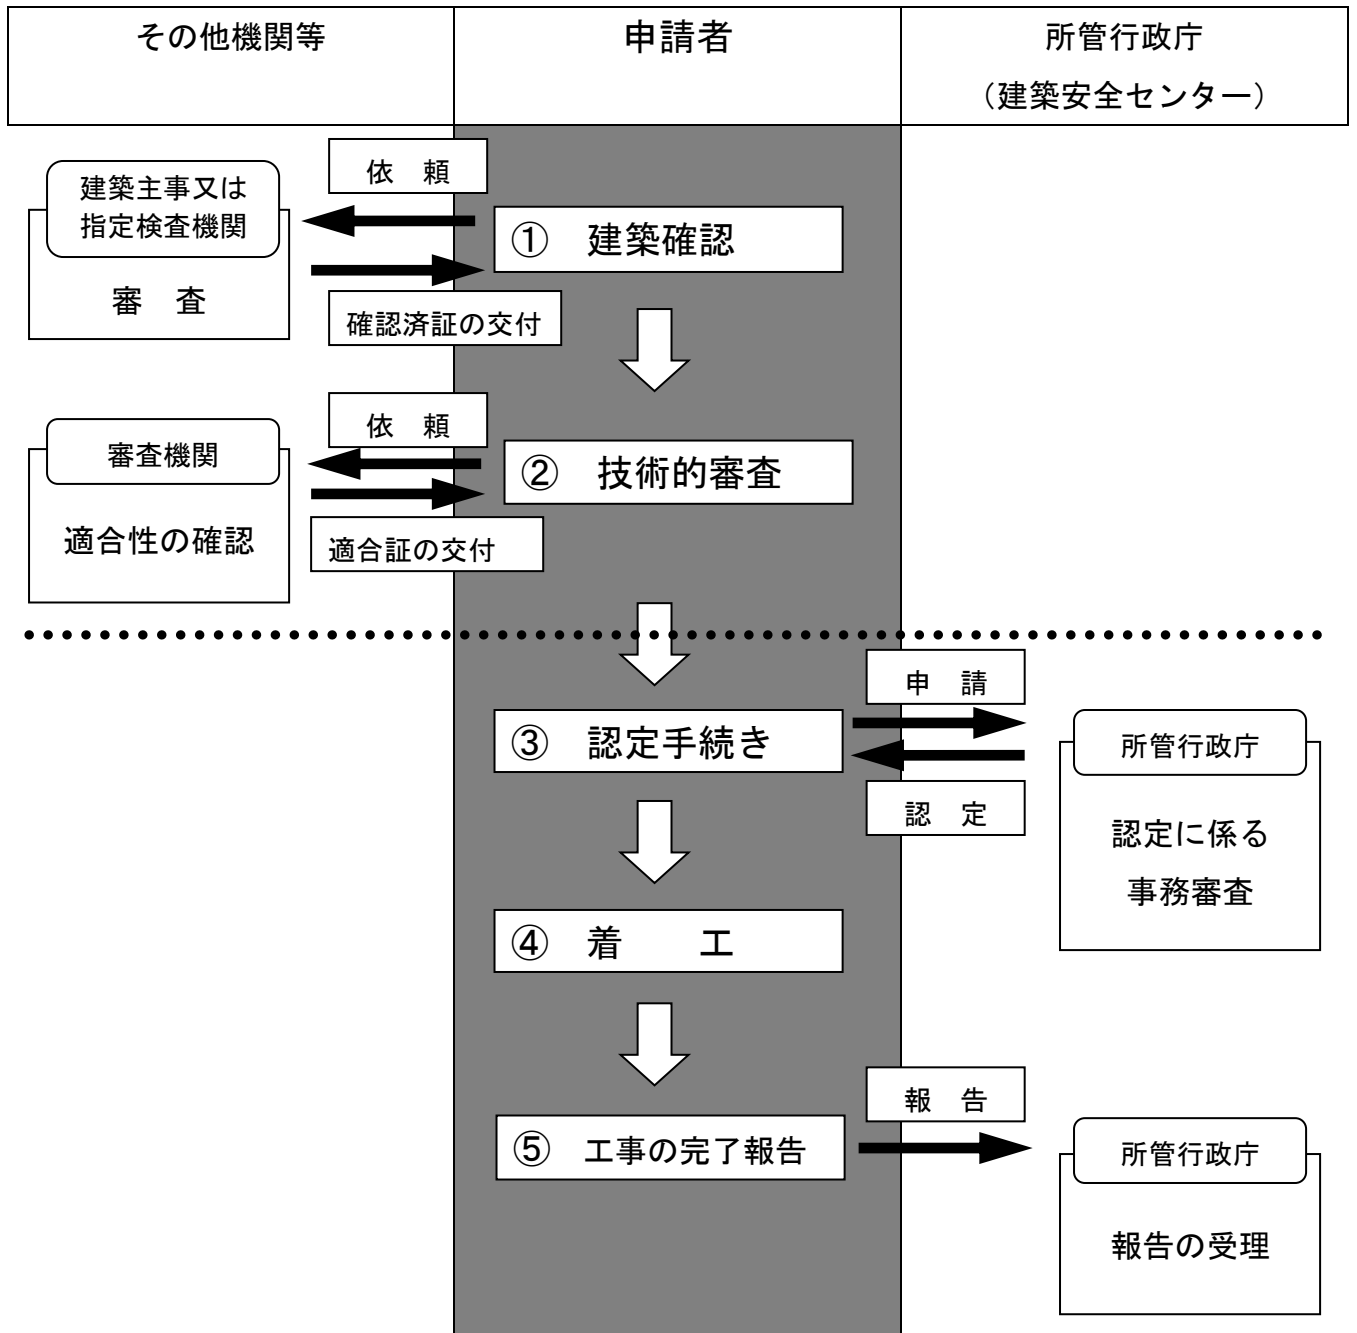 その他機関等
申請者
所管行政庁
（建築安全センター）
依　頼
建築主事又は
指定検査機関
審　査
① 建築確認
確認済証の交付
依　頼
審査機関
適合性の確認
② 技術的審査
適合証の交付
申　請
③ 認定手続き
所管行政庁
認　定
認定に係る
事務審査
④ 着　　工
報　告
⑤ 工事の完了報告
所管行政庁
報告の受理